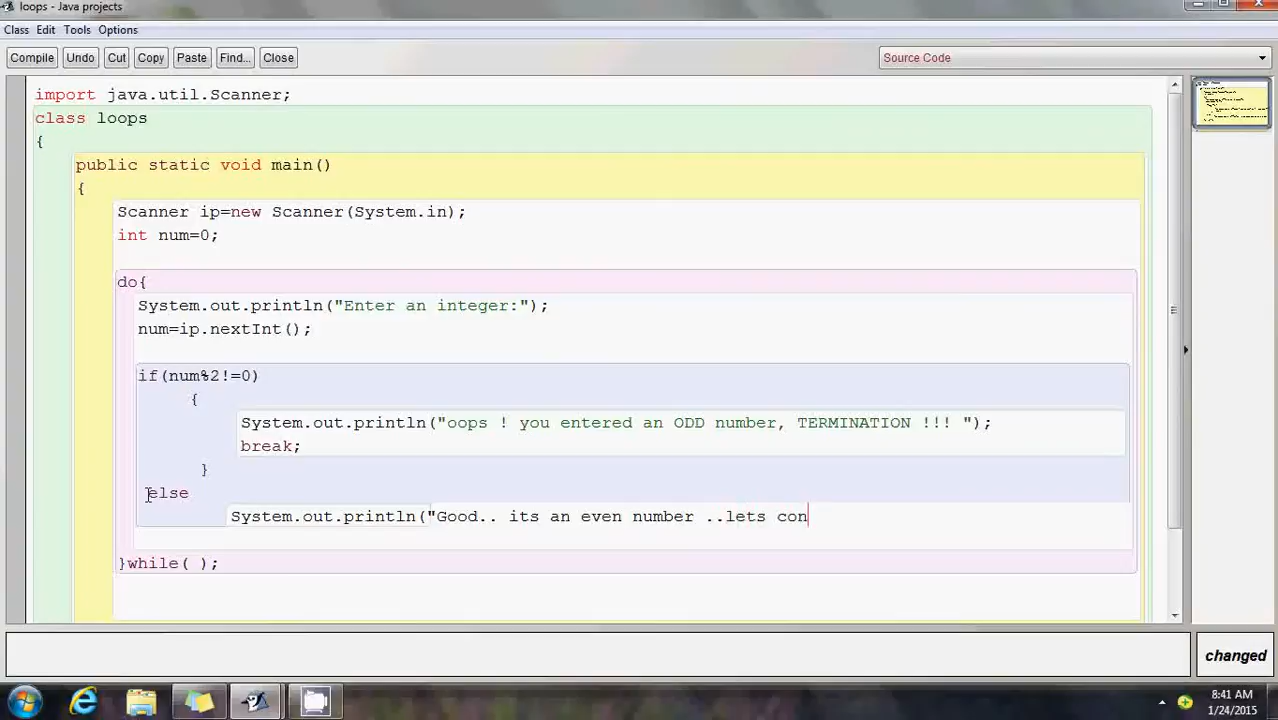 loops - Java projects
Class Edit Tools Options
Compile Undo Cut Copy Paste Find... Close Source Code
import java.util.Scanner;
class loops
{
public static void main()
{
Scanner ip=new Scanner(System.in);
int num=0;
do{
System.out.println("Enter an integer:");
num=ip.nextInt();
if(num%2!=0)
{
System.out.println("oops ! you entered an ODD number, TERMINATION !!! ");
break;
}
else
System.out.println("Good.. its an even number ..lets con
}while( );
changed
8:41 AM
1/24/2015